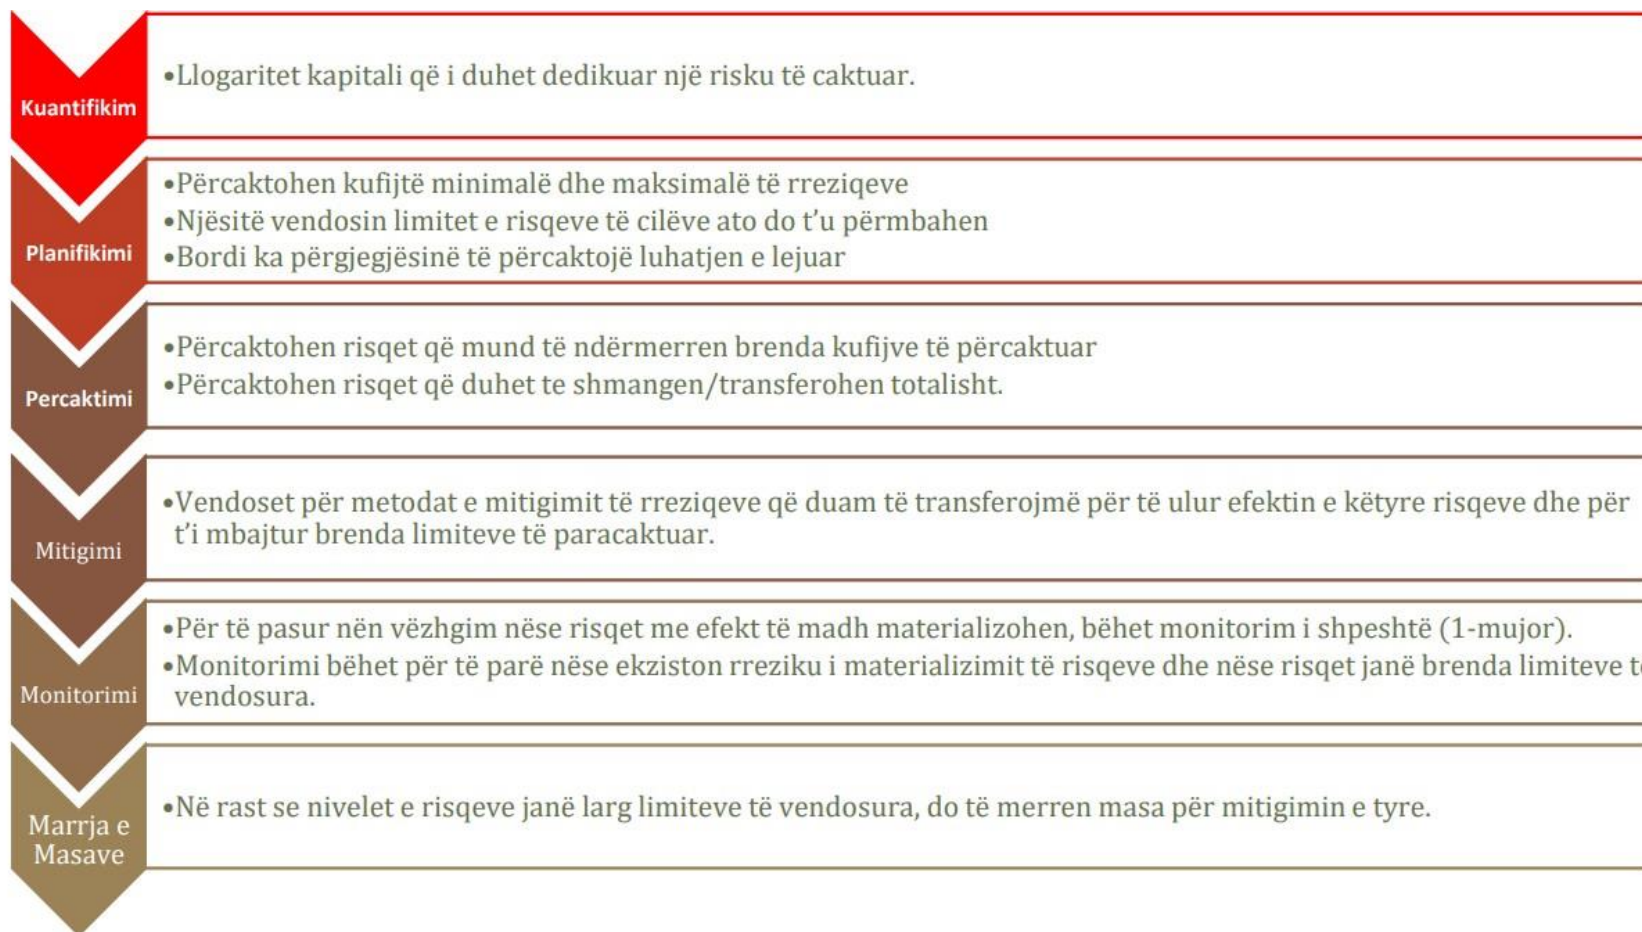 Kuantifikim
•Llogaritet kapitali që i duhet dedikuar një risku të caktuar.
Planifikimi
•Përcaktohen kufijtë minimalë dhe maksimalë të rreziqeve
•Njësitë vendosin limitet e risqeve të cilëve ato do t’u përmbahen
•Bordi ka përgjegjësinë të përcaktojë luhatjen e lejuar
Percaktimi
•Përcaktohen risqet që mund të ndërmerren brenda kufijve të përcaktuar
•Përcaktohen risqet që duhet te shmangen/transferohen totalisht.
Mitigimi
•Vendoset për metodat e mitigimit të rreziqeve që duam të transferojmë për të ulur efektin e këtyre risqeve dhe për
t’i mbajtur brenda limiteve të paracaktuar.
Monitorimi
•Për të pasur nën vëzhgim nëse risqet me efekt të madh materializohen, bëhet monitorim i shpeshtë (1-mujor).
•Monitorimi bëhet për të parë nëse ekziston rreziku i materializimit të risqeve dhe nëse risqet janë brenda limiteve të
vendosura.
Marrja e
Masave
•Në rast se nivelet e risqeve janë larg limiteve të vendosura, do të merren masa për mitigimin e tyre.